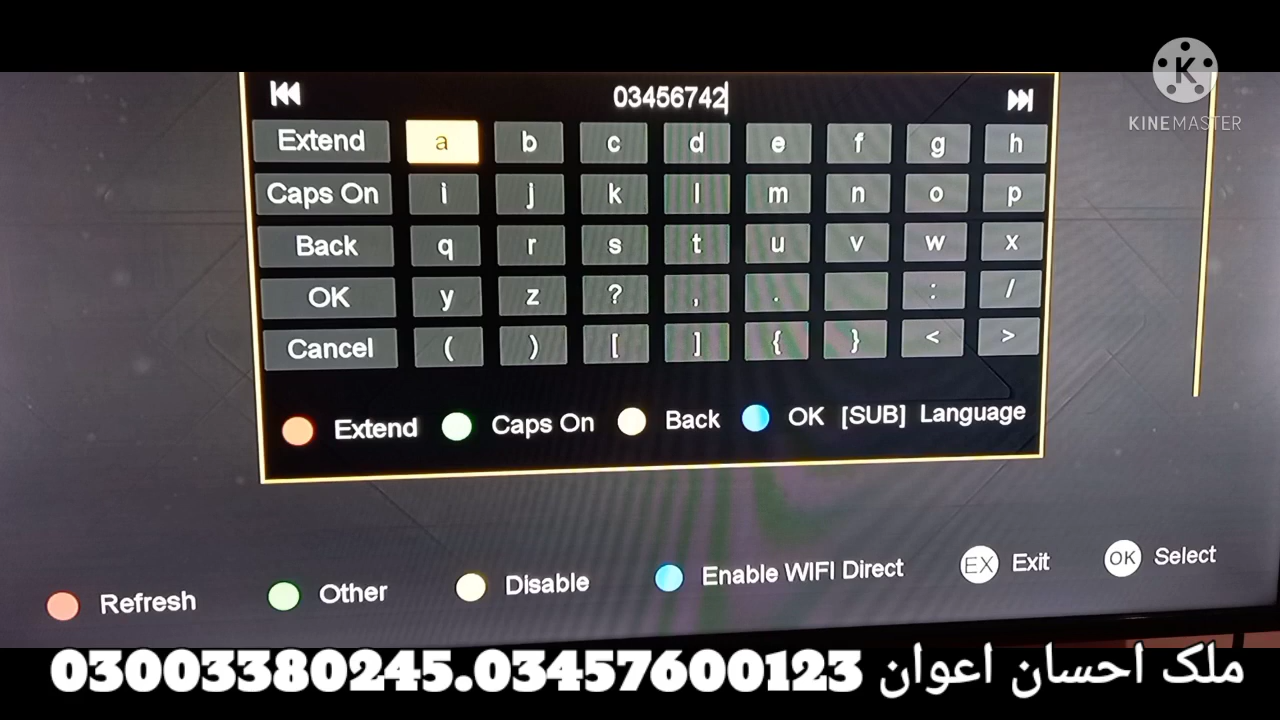 03456742
K
KINEMASTER
Extend a b c d e f g h
Caps On i j k l m n o p
Back q r s t u v w x
OK y z ? , . : /
Cancel ( ) [ ] { } < >
Extend Caps On Back OK [SUB] Language
Refresh Other Disable Enable WIFI Direct EX Exit OK Select
03003380245.03457600123 ملک احسان اعوان